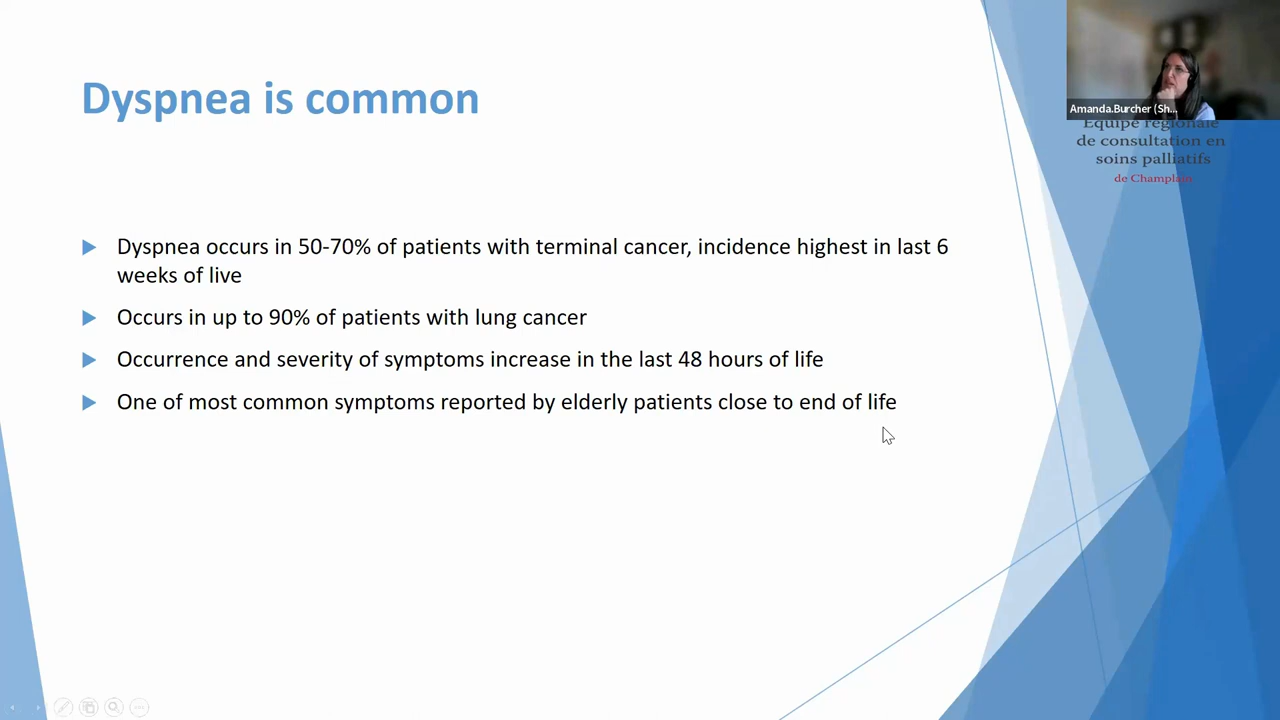 Dyspnea is common
Amanda.Burcher (Sh...
Équipe régionale
de consultation en
soins palliatifs
de Champlain
Dyspnea occurs in 50-70% of patients with terminal cancer, incidence highest in last 6
weeks of live
Occurs in up to 90% of patients with lung cancer
Occurrence and severity of symptoms increase in the last 48 hours of life
One of most common symptoms reported by elderly patients close to end of life